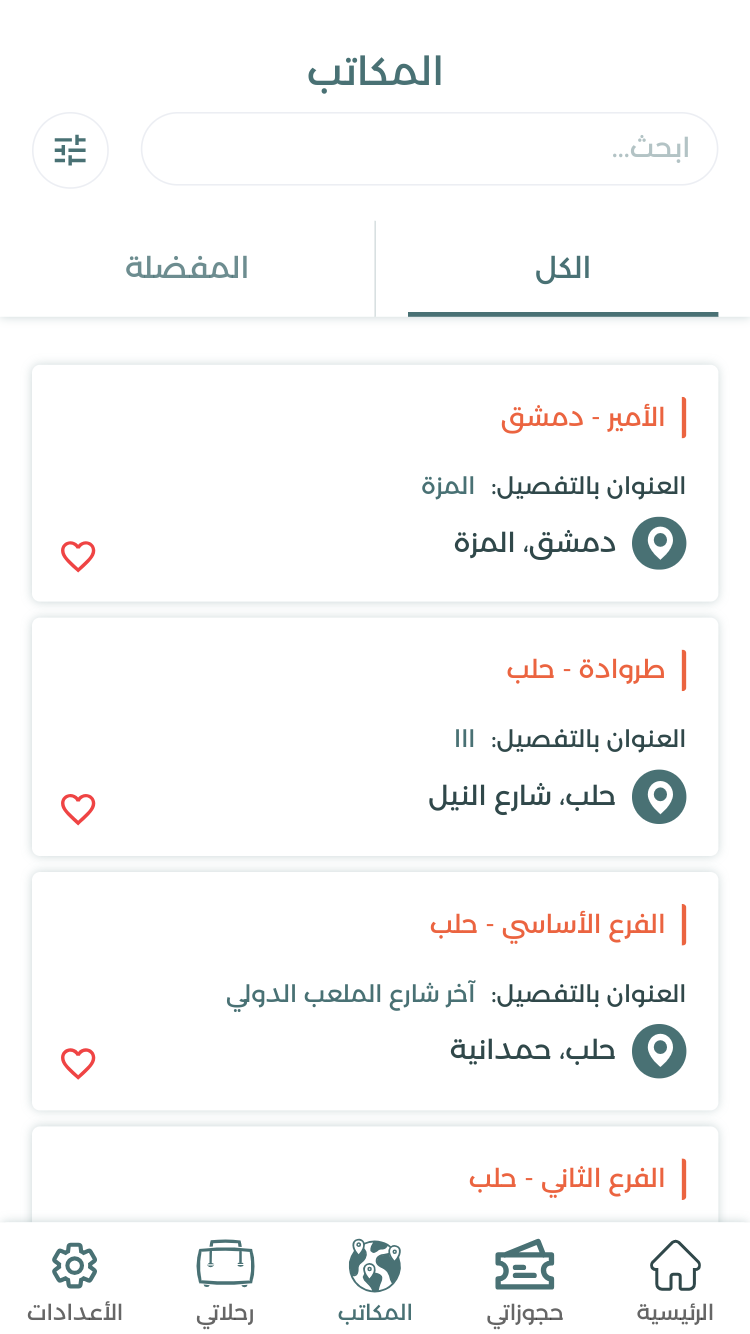 المكاتب
ابحث...
الكل
المفضلة
الأمير - دمشق
العنوان بالتفصيل: المزة
دمشق، المزة
طروادة - حلب
العنوان بالتفصيل: ااا
حلب، شارع النيل
الفرع الأساسي - حلب
العنوان بالتفصيل: آخر شارع الملعب الدولي
حلب، حمدانية
الفرع الثاني - حلب
الرئيسية
حجوزاتي
المكاتب
رحلاتي
الأعدادات